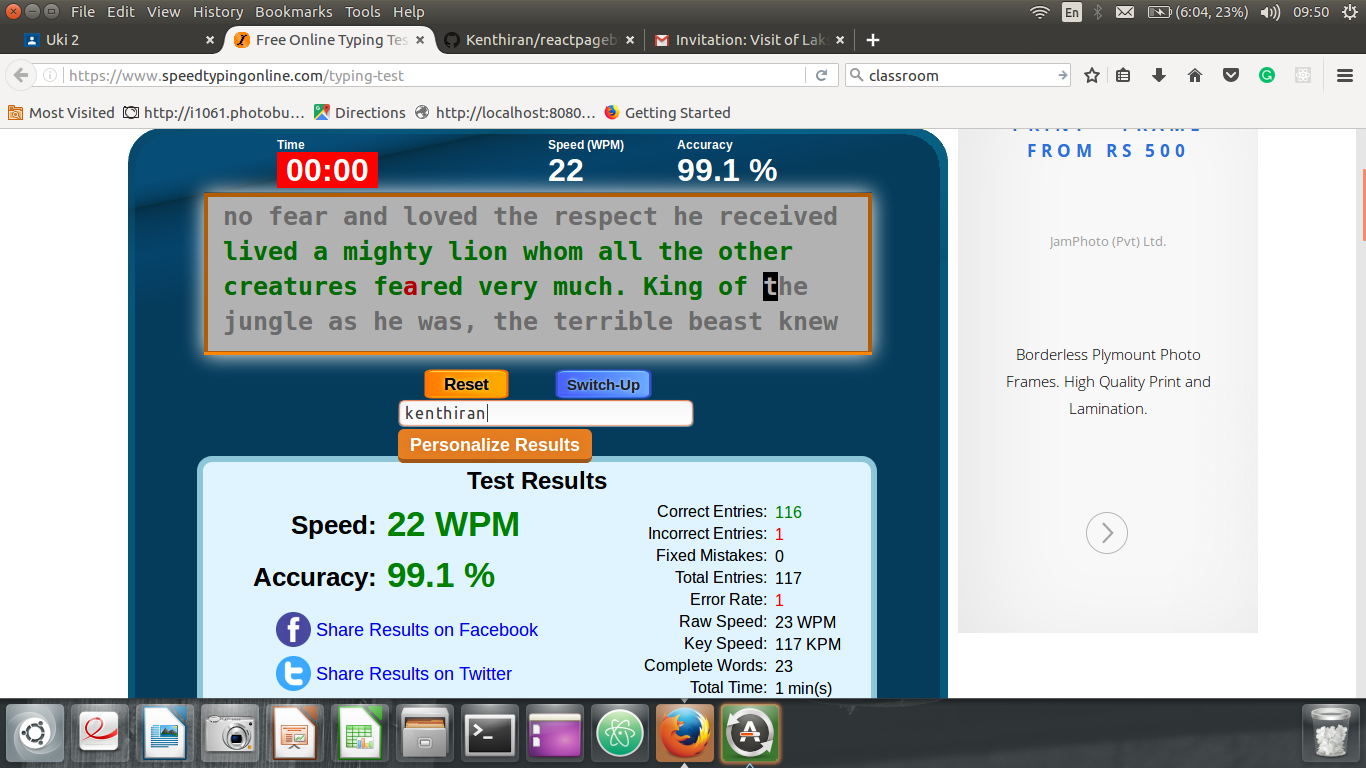 File Edit View History Bookmarks Tools Help
En (6:04, 23%) 09:50
Uki 2 Free Online Typing Tes Kenthiran/reactpageb Invitation: Visit of Lak
https://www.speedtypingonline.com/typing-test classroom
Most Visited http://i1061.photobu... Directions http://localhost:8080... Getting Started
Time Speed (WPM) Accuracy
00:00 22 99.1 %
no fear and loved the respect he received
lived a mighty lion whom all the other
creatures feared very much. King of the
jungle as he was, the terrible beast knew
Reset Switch-Up
kenthiran
Personalize Results
Test Results
Speed: 22 WPM
Accuracy: 99.1 %
Share Results on Facebook
Share Results on Twitter
Correct Entries: 116
Incorrect Entries: 1
Fixed Mistakes: 0
Total Entries: 117
Error Rate: 1
Raw Speed: 23 WPM
Key Speed: 117 KPM
Complete Words: 23
Total Time: 1 min(s)
FROM RS 500
JamPhoto (Pvt) Ltd.
Borderless Plymount Photo
Frames. High Quality Print and
Lamination.